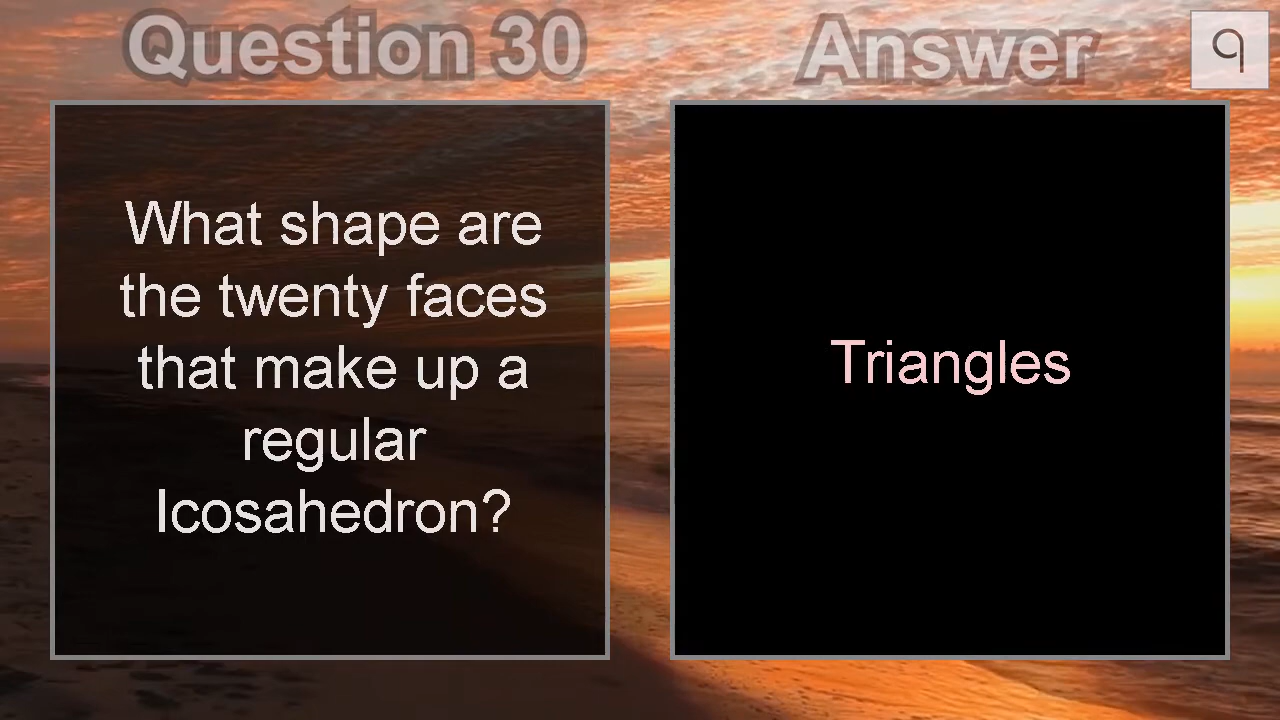 Question 30
Answer
What shape are
the twenty faces
that make up a
regular
Icosahedron?
Triangles